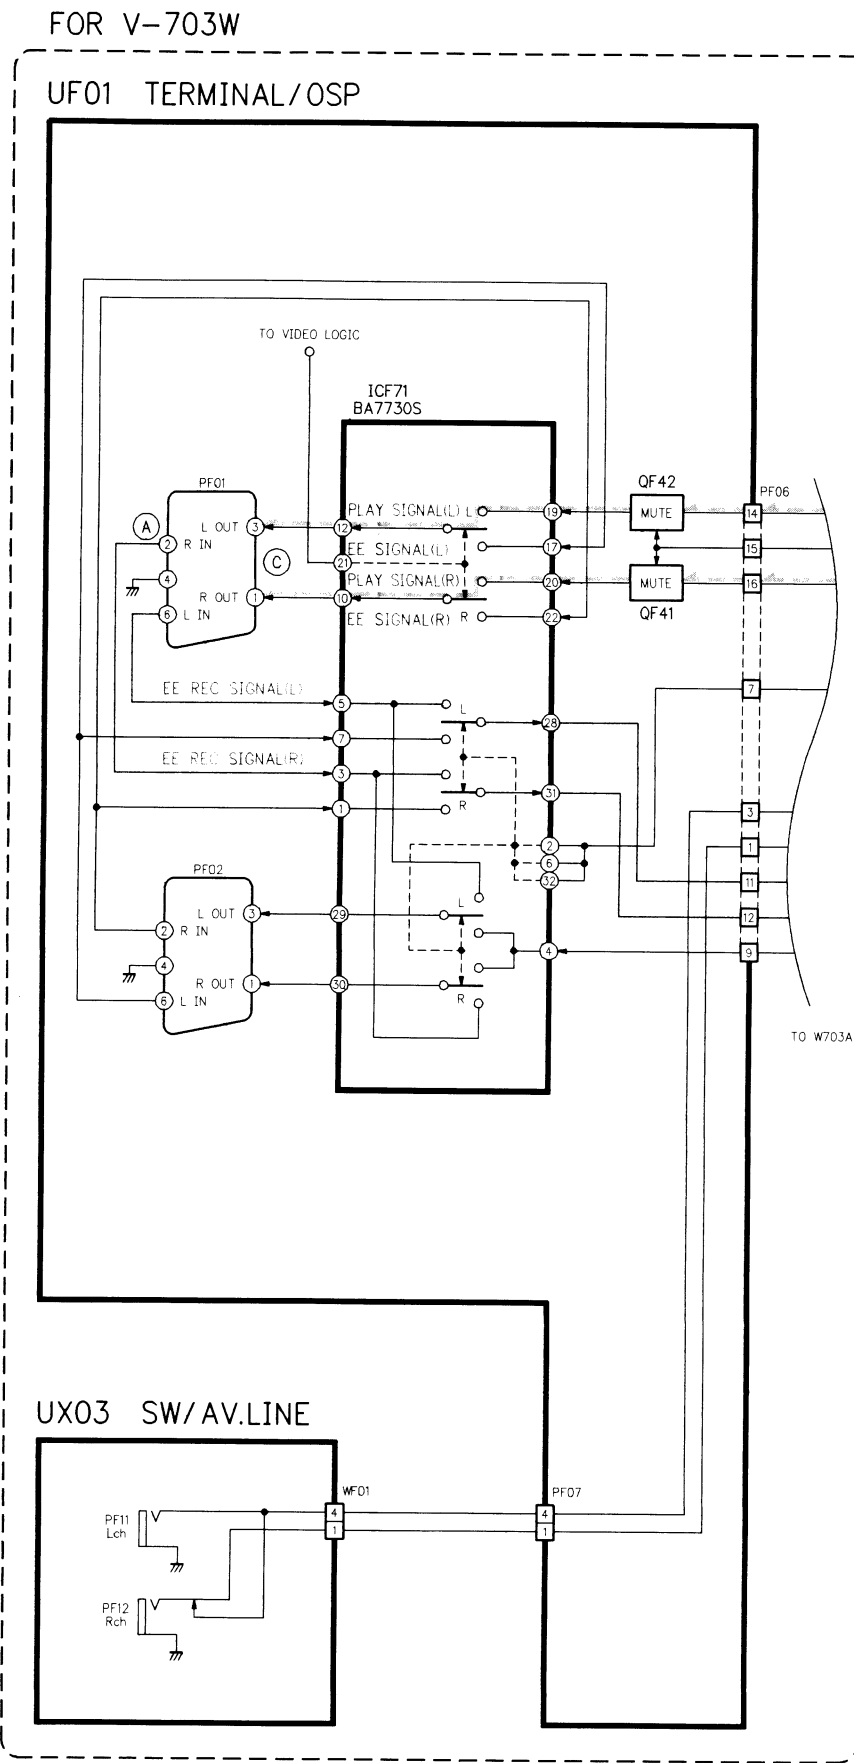 FOR V-703W
UF01 TERMINAL/OSP
TO VIDEO LOGIC
ICF71
BA7730S
PF01
QF42
PF06
A
L OUT 3
12
PLAY SIGNAL(L) L
19
MUTE
14
2 R IN
C
EE SIGNAL(L)
17
15
4
21
PLAY SIGNAL(R)
20
MUTE
16
R OUT 1
10
QF41
6 L IN
EE SIGNAL(R) R
22
EE REC SIGNAL(L)
5
L
7
28
7
EE REC SIGNAL(R)
3
31
1
R
3
2
1
PF02
6
32
11
L OUT 3
29
L
12
2 R IN
4
9
4
R OUT 1
30
R
6 L IN
TO W703A
UX03 SW/AV.LINE
WF01
PF07
PF11
Lch
4
4
1
1
PF12
Rch